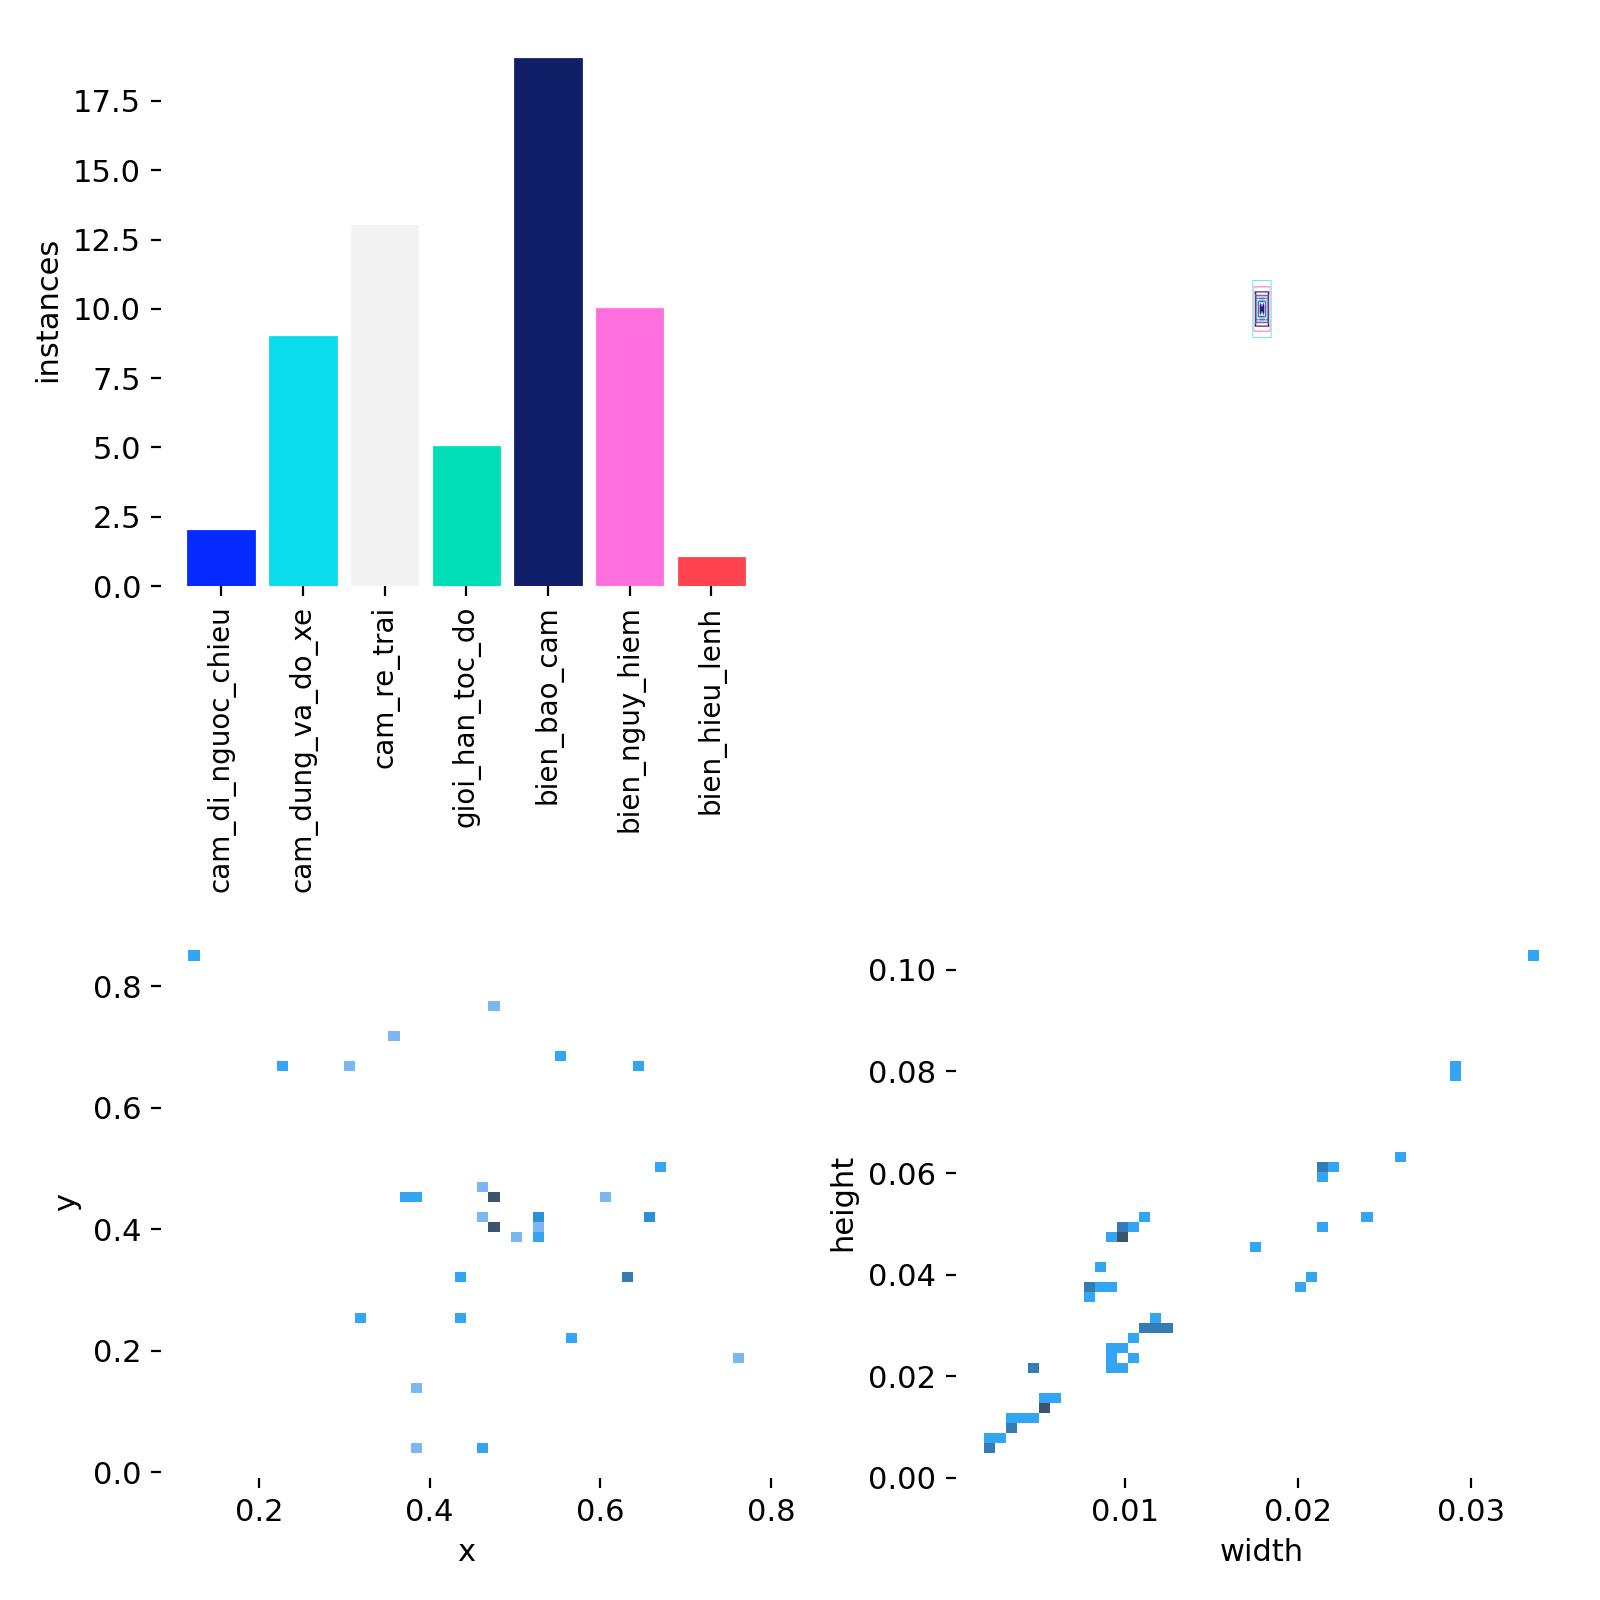 17.5
15.0
12.5
10.0
7.5
5.0
2.5
0.0
instances
cam_di_nguoc_chieu
cam_dung_va_do_xe
cam_re_trai
gioi_han_toc_do
bien_bao_cam
bien_nguy_hiem
bien_hieu_lenh
0.8
0.6
0.4
0.2
0.0
y
0.2
0.4
0.6
0.8
x
0.10
0.08
0.06
0.04
0.02
0.00
height
0.01
0.02
0.03
width